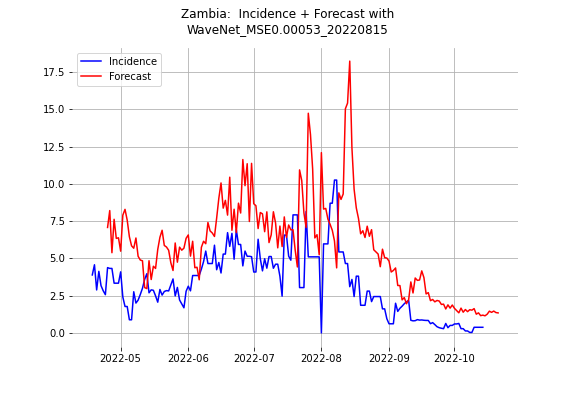 Zambia:  Incidence + Forecast with
WaveNet_MSE0.00053_20220815
Incidence
Forecast
17.5
15.0
12.5
10.0
7.5
5.0
2.5
0.0
2022-05 2022-06 2022-07 2022-08 2022-09 2022-10